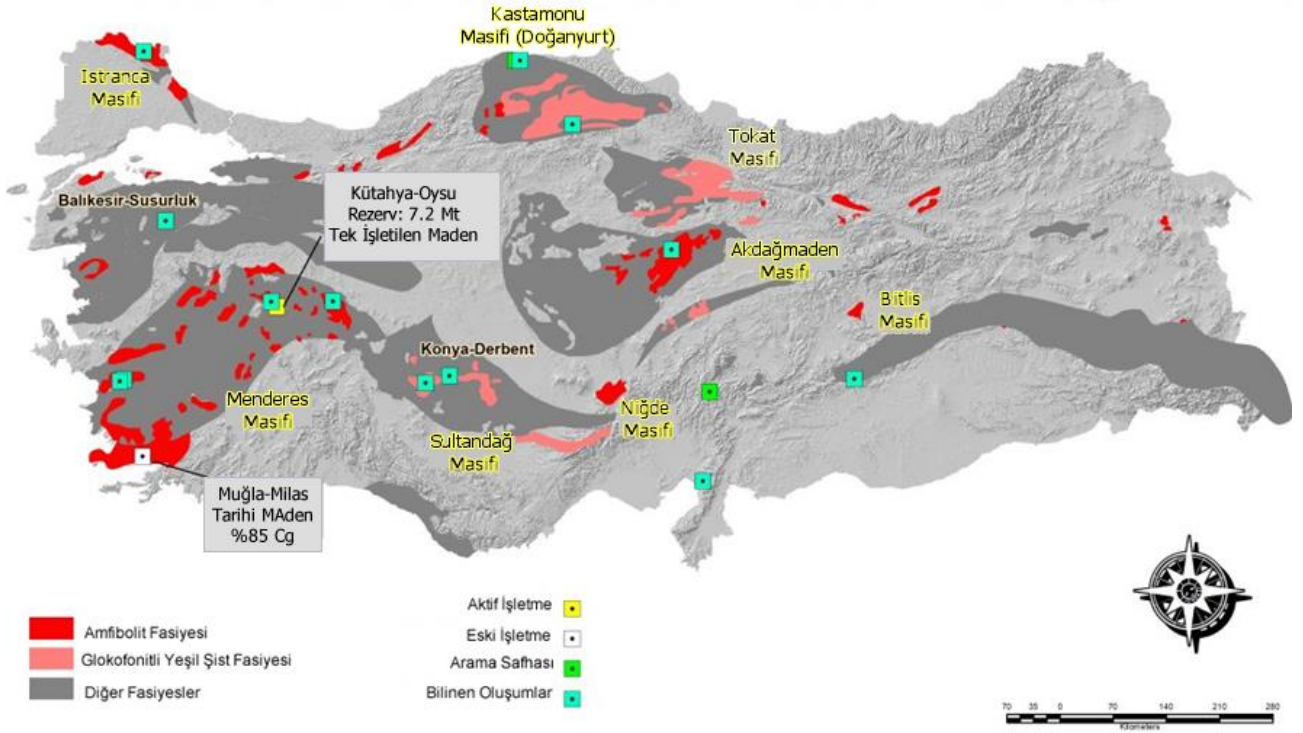 Kastamonu
Masifi (Doğanyurt)
İstranca
Masifi
Tokat
Masifi
Balıkesir-Susurluk
Kütahya-Oysu
Rezerv: 7.2 Mt
Tek İşletilen Maden
Akdağmaden
Masifi
Bitlis
Masifi
Konya-Derbent
Menderes
Masifi
Niğde
Masifi
Sultandağ
Masifi
Muğla-Milas
Tarihi MAden
%85 Cg
Amfibolit Fasiyesi
Glokofonitli Yeşil Şist Fasiyesi
Diğer Fasiyesler
Aktif İşletme
Eski İşletme
Arama Safhası
Bilinen Oluşumlar
70 35 0 70 140 210 280
Kilometers